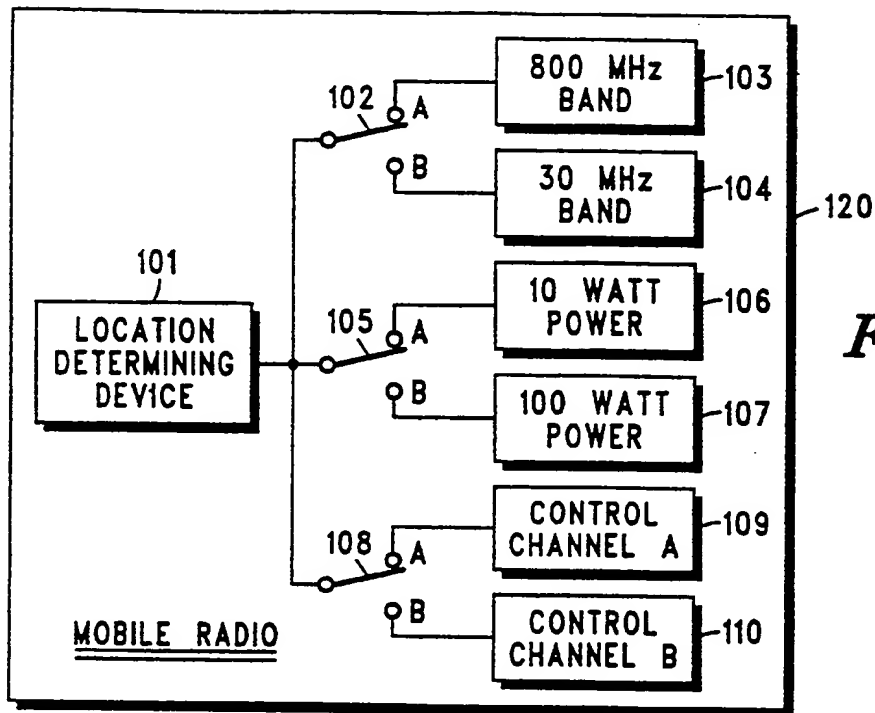 800 MHz
BAND
103
102
A
B
30 MHz
BAND
104
120
101
LOCATION
DETERMINING
DEVICE
10 WATT
POWER
106
105
A
B
100 WATT
POWER
107
F
CONTROL
CHANNEL A
109
108
A
B
CONTROL
CHANNEL B
110
MOBILE RADIO